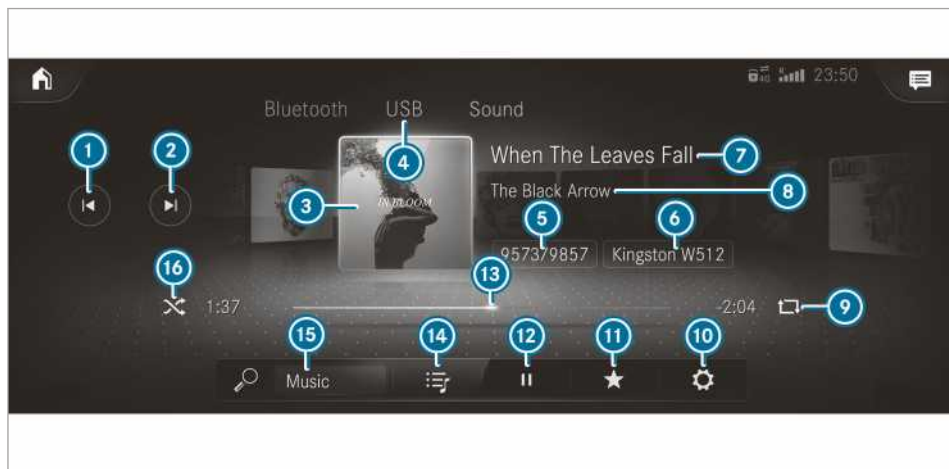 4G 23:50
Bluetooth USB Sound
1 2 4 When The Leaves Fall 7
3 IN BLOOM The Black Arrow 8
5 6
957379857 Kingston W512
13
16 1:37 -2:04 9
15 14 12 11 10
Music